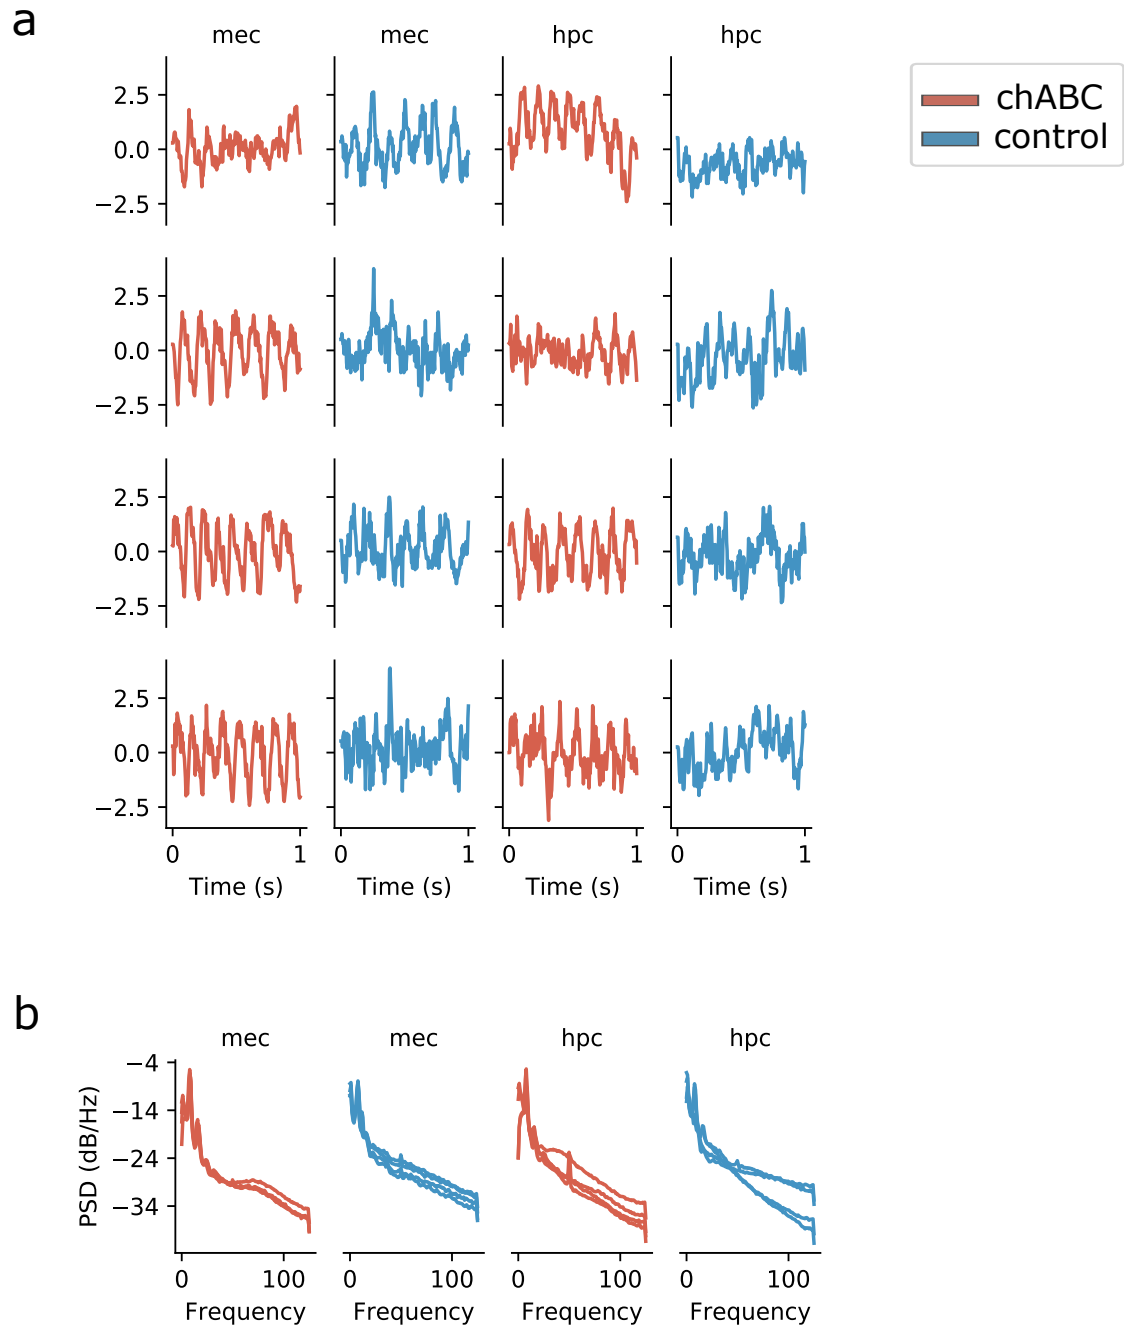 a
mec mec hpc hpc
chABC
control
2.5
0.0
−2.5
2.5
0.0
−2.5
2.5
0.0
−2.5
2.5
0.0
−2.5
0 1 0 1 0 1 0 1
Time (s) Time (s) Time (s) Time (s)
b
mec mec hpc hpc
−4
−14
−24
−34
PSD (dB/Hz)
0 100 0 100 0 100 0 100
Frequency Frequency Frequency Frequency